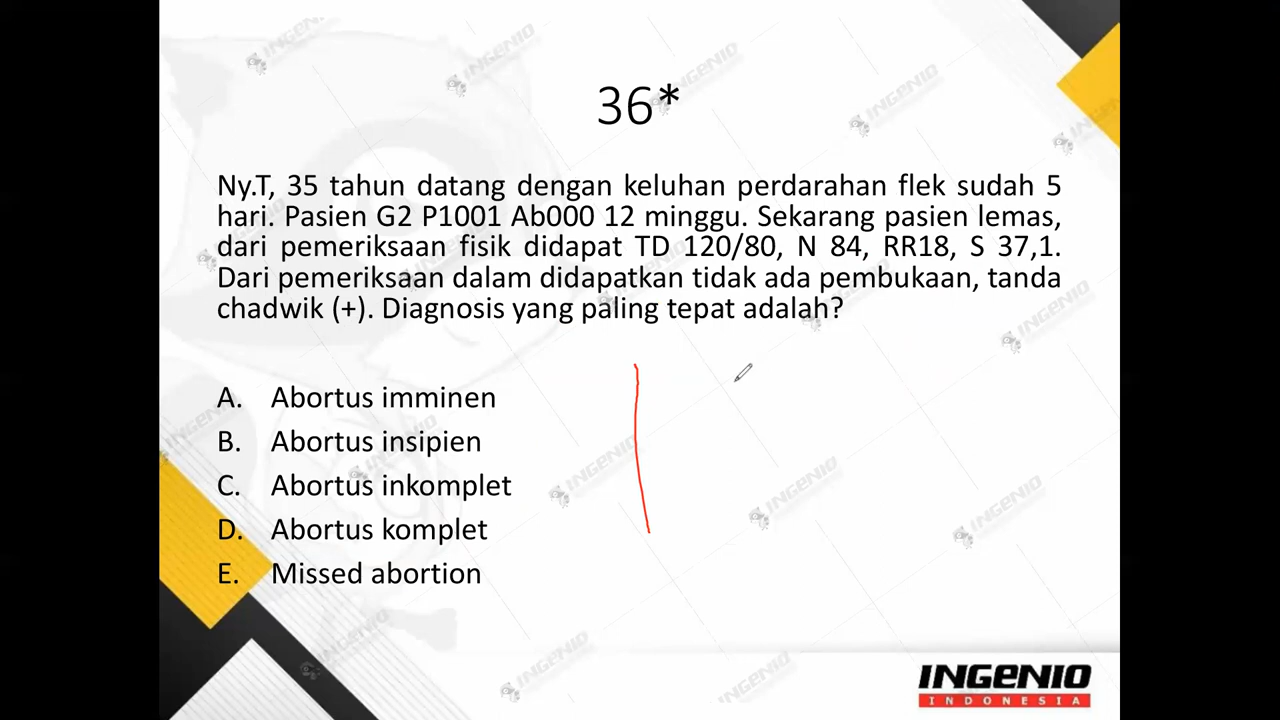 36*
Ny.T, 35 tahun datang dengan keluhan perdarahan flek sudah 5
hari. Pasien G2 P1001 Ab000 12 minggu. Sekarang pasien lemas,
dari pemeriksaan fisik didapat TD 120/80, N 84, RR18, S 37,1.
Dari pemeriksaan dalam didapatkan tidak ada pembukaan, tanda
chadwik (+). Diagnosis yang paling tepat adalah?
A. Abortus imminen
B. Abortus insipien
C. Abortus inkomplet
D. Abortus komplet
E. Missed abortion
INGENIO
INDONESIA